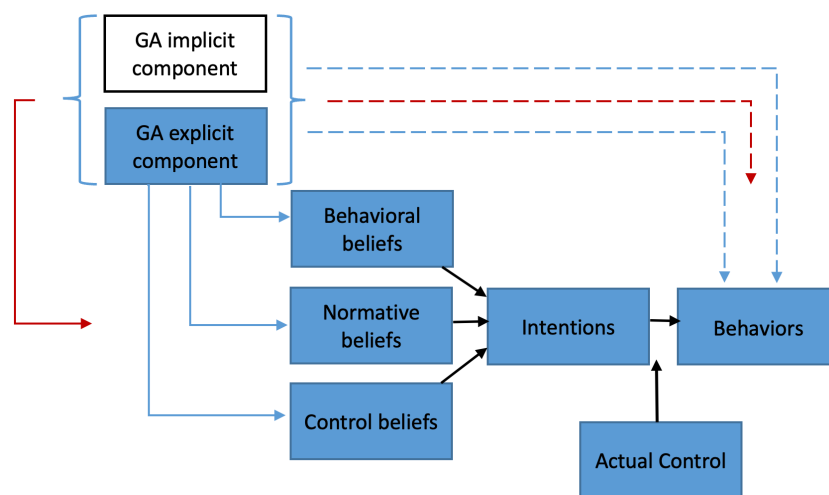 GA implicit
component
GA explicit
component
Behavioral
beliefs
Normative
beliefs
Intentions
Behaviors
Control beliefs
Actual Control